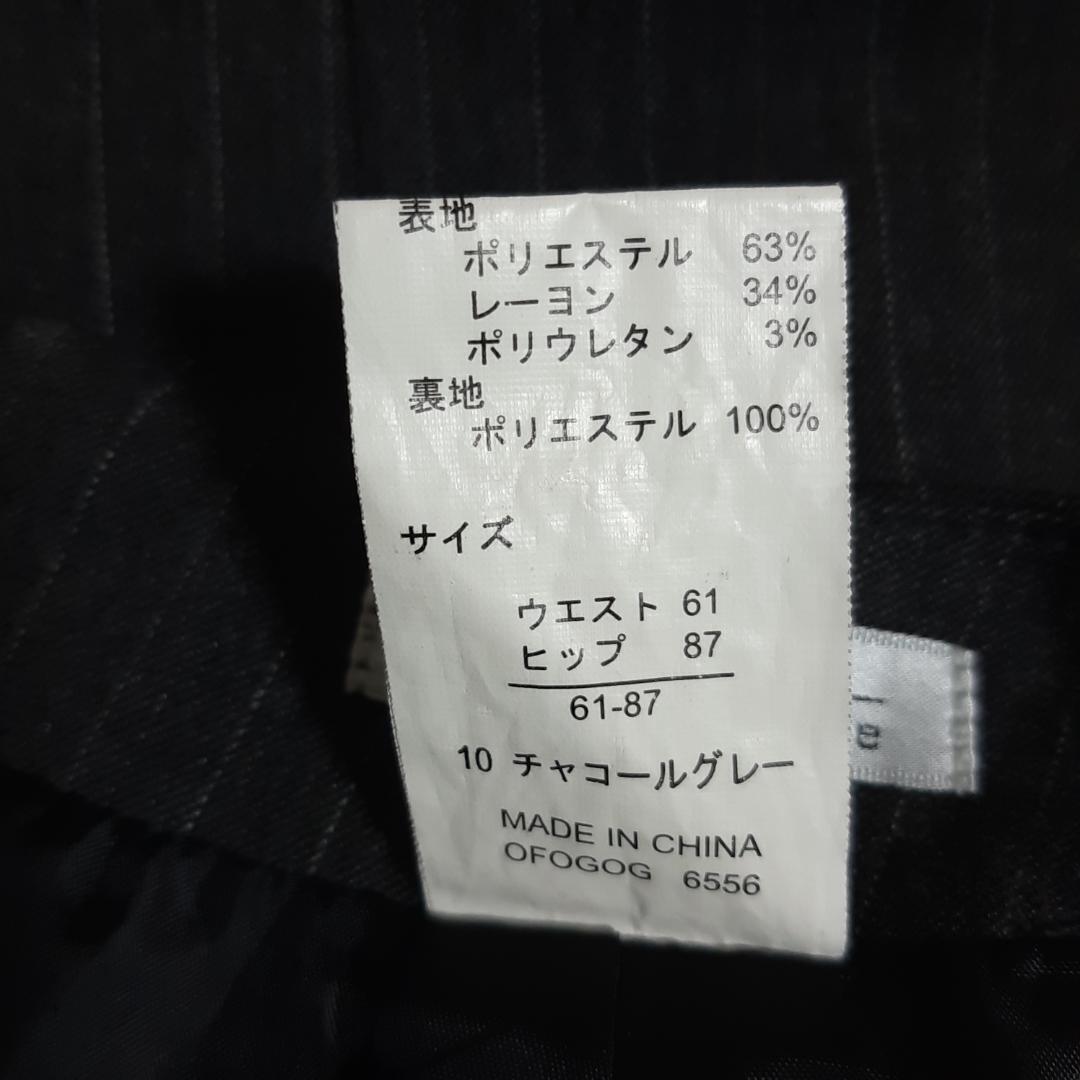 表地
ポリエステル 63%
レーヨン 34%
ポリウレタン 3%
裏地
ポリエステル 100%
サイズ
ウエスト 61
ヒップ 87
61-87
10 チャコールグレー
MADE IN CHINA
OFOGOG 6556
e